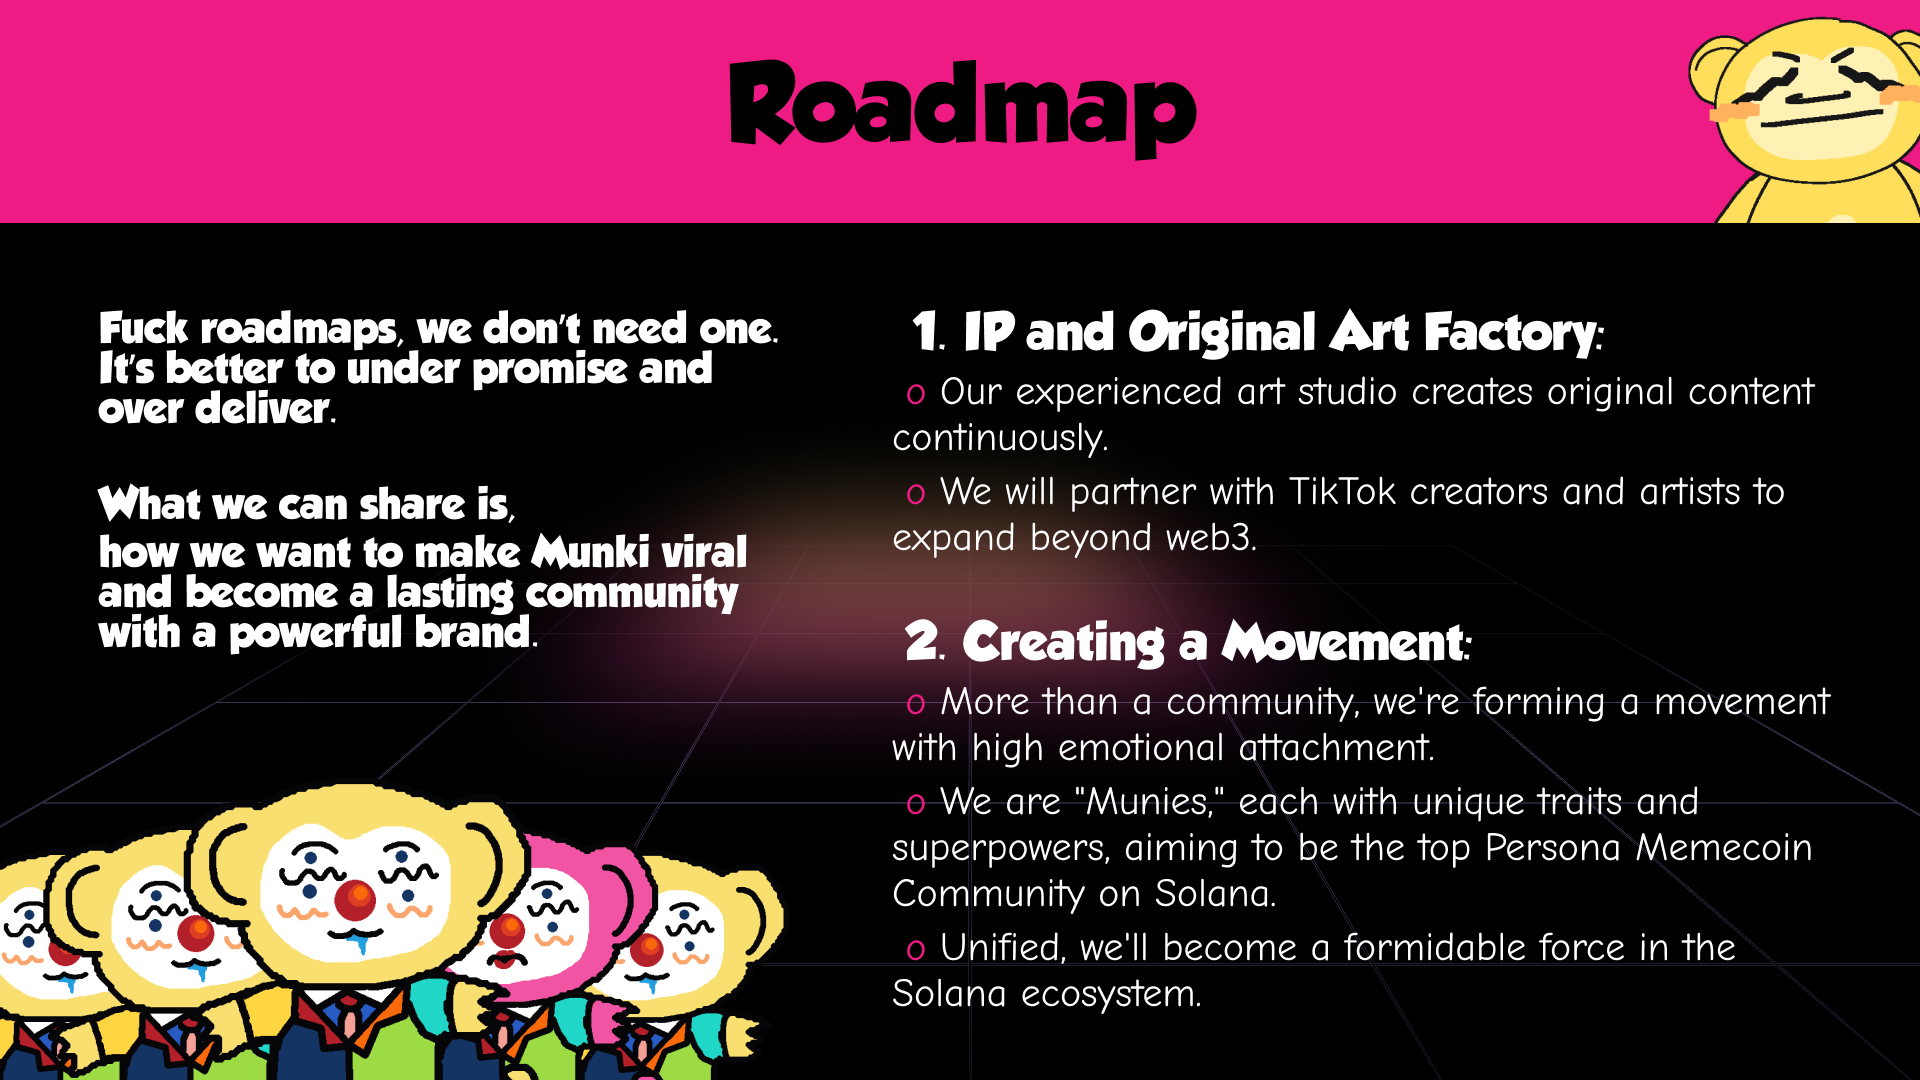 Roadmap
Fuck roadmaps, we don't need one.
It's better to under promise and
over deliver.
What we can share is,
how we want to make Munki viral
and become a lasting community
with a powerful brand.
1. IP and Original Art Factory:
o Our experienced art studio creates original content
continuously.
o We will partner with TikTok creators and artists to
expand beyond web3.
2. Creating a Movement:
o More than a community, we're forming a movement
with high emotional attachment.
o We are "Munies," each with unique traits and
superpowers, aiming to be the top Persona Memecoin
Community on Solana.
o Unified, we'll become a formidable force in the
Solana ecosystem.